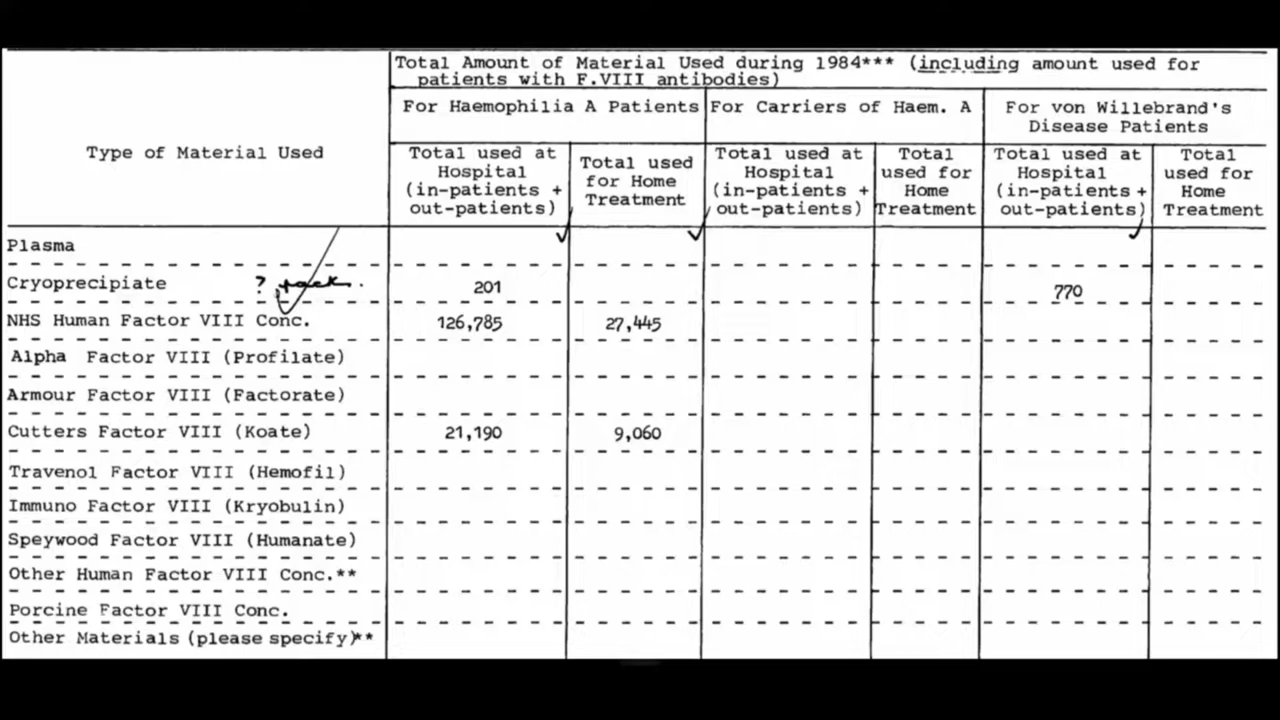 Total Amount of Material Used during 1984*** (including amount used for
patients with F.VIII antibodies)
For Haemophilia A Patients
For Carriers of Haem. A
For von Willebrand's
Disease Patients
Type of Material Used
Total used at
Hospital
(in-patients +
out-patients)
Total used
for Home
Treatment
Total used at
Hospital
(in-patients +
out-patients)
Total
used for
Home
Treatment
Total used at
Hospital
(in-patients +
out-patients)
Total
used for
Home
Treatment
Plasma
Cryoprecipiate ? pack. 201 770
NHS Human Factor VIII Conc. 126,785 27,445
Alpha Factor VIII (Profilate)
Armour Factor VIII (Factorate)
Cutters Factor VIII (Koate) 21,190 9,060
Travenol Factor VIII (Hemofil)
Immuno Factor VIII (Kryobulin)
Speywood Factor VIII (Humanate)
Other Human Factor VIII Conc.**
Porcine Factor VIII Conc.
Other Materials (please specify)**